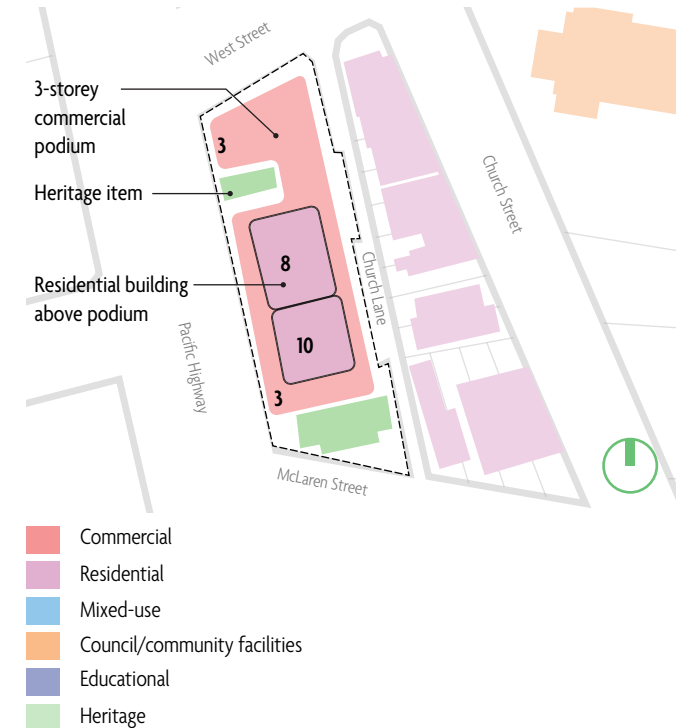 West Street
3-storey
commercial
podium
3
Heritage item
Church Street
8
Church Lane
Residential building
above podium
Pacific Highway
10
3
McLaren Street
Commercial
Residential
Mixed-use
Council/community facilities
Educational
Heritage